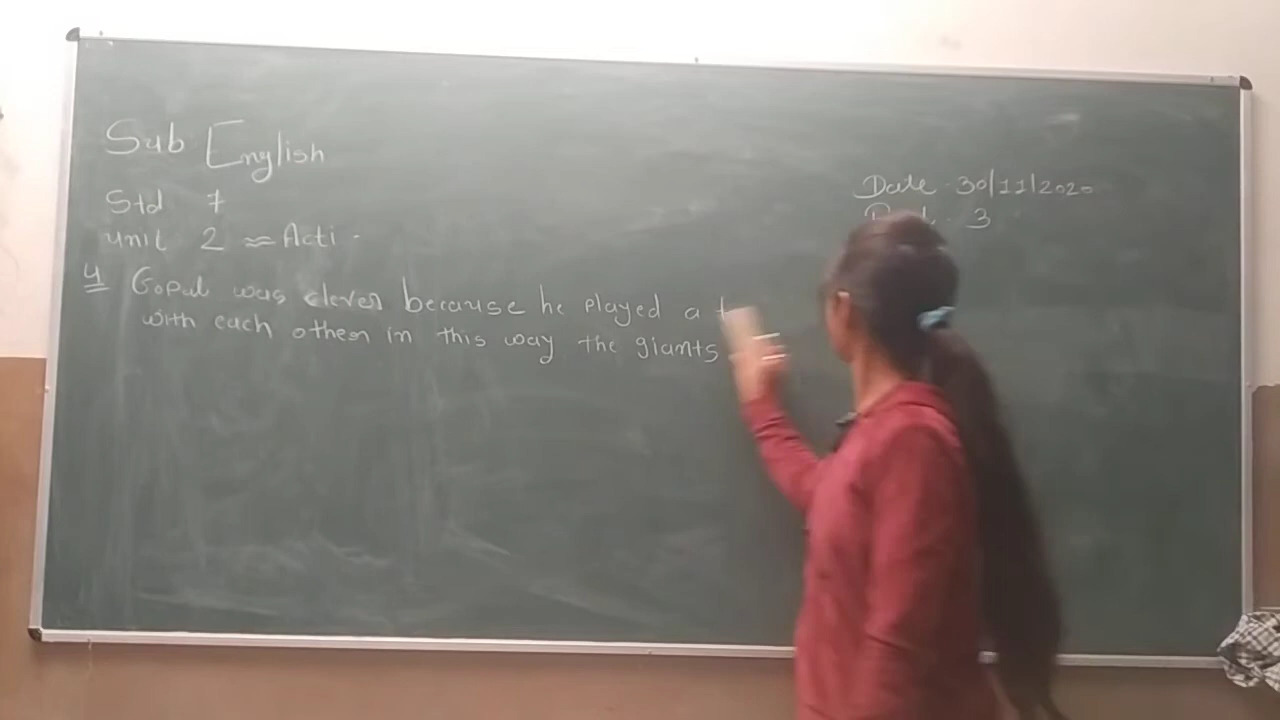 Sub English
Std 7
unit 2 ≈ Acti -
Date - 30/11/2020
3
4 Gopal was clever because he played a
with each other in this way the giants